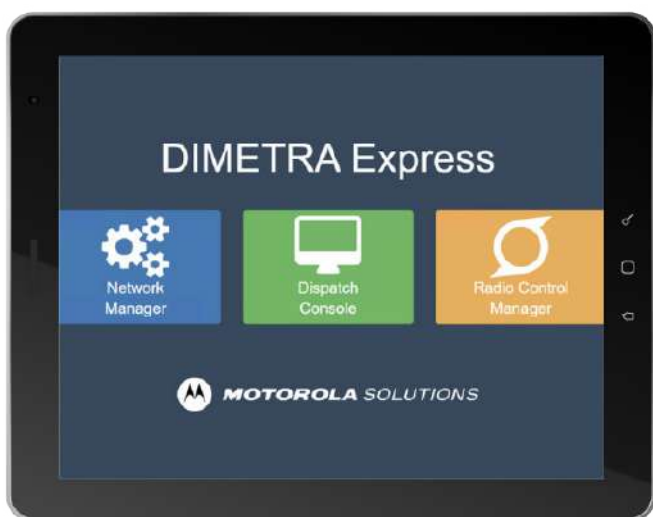 DIMETRA Express
Network
Manager
Dispatch
Console
Radio Control
Manager
MOTOROLA SOLUTIONS